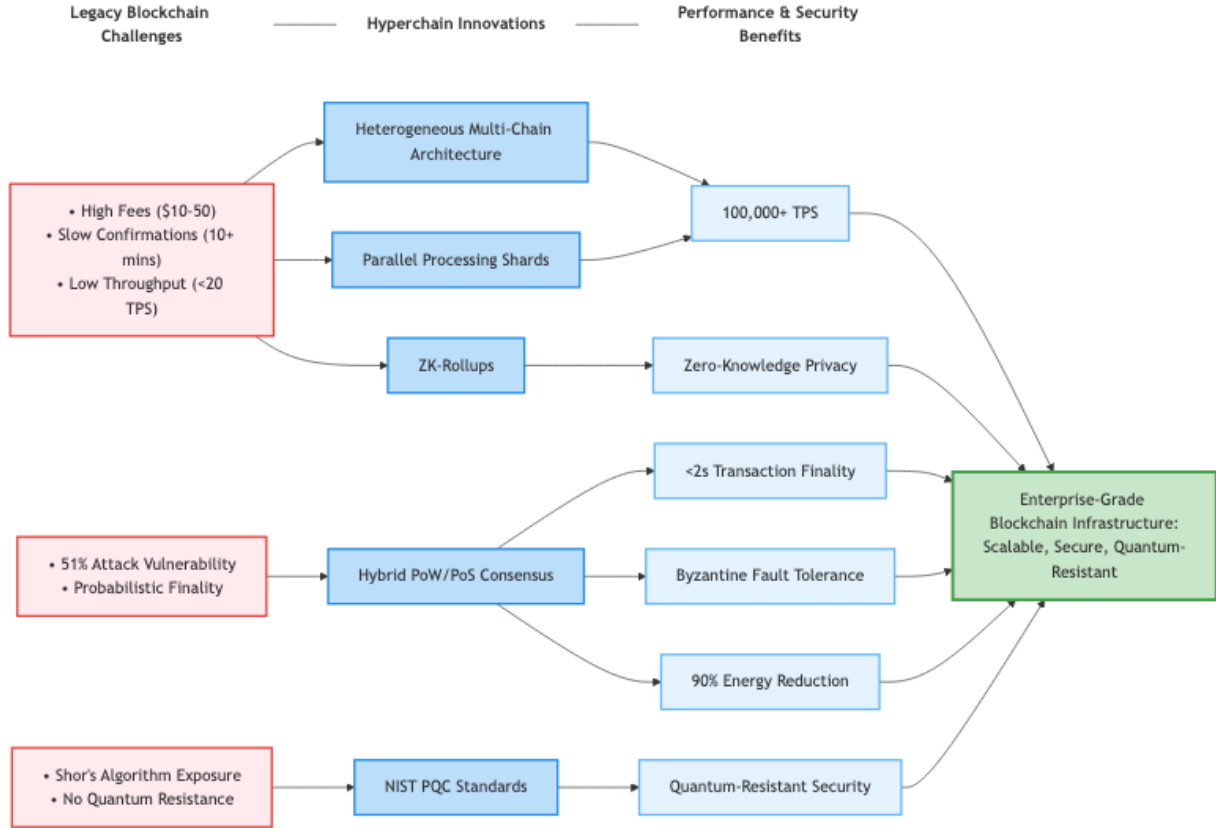 Legacy Blockchain
Challenges
Hyperchain Innovations
Performance & Security
Benefits
• High Fees ($10-50)
• Slow Confirmations (10+
mins)
• Low Throughput (<20
TPS)
Heterogeneous Multi-Chain
Architecture
Parallel Processing Shards
100,000+ TPS
ZK-Rollups
Zero-Knowledge Privacy
• 51% Attack Vulnerability
• Probabilistic Finality
Hybrid PoW/PoS Consensus
<2s Transaction Finality
Byzantine Fault Tolerance
90% Energy Reduction
• Shor's Algorithm Exposure
• No Quantum Resistance
NIST PQC Standards
Quantum-Resistant Security
Enterprise-Grade
Blockchain Infrastructure:
Scalable, Secure, Quantum-
Resistant